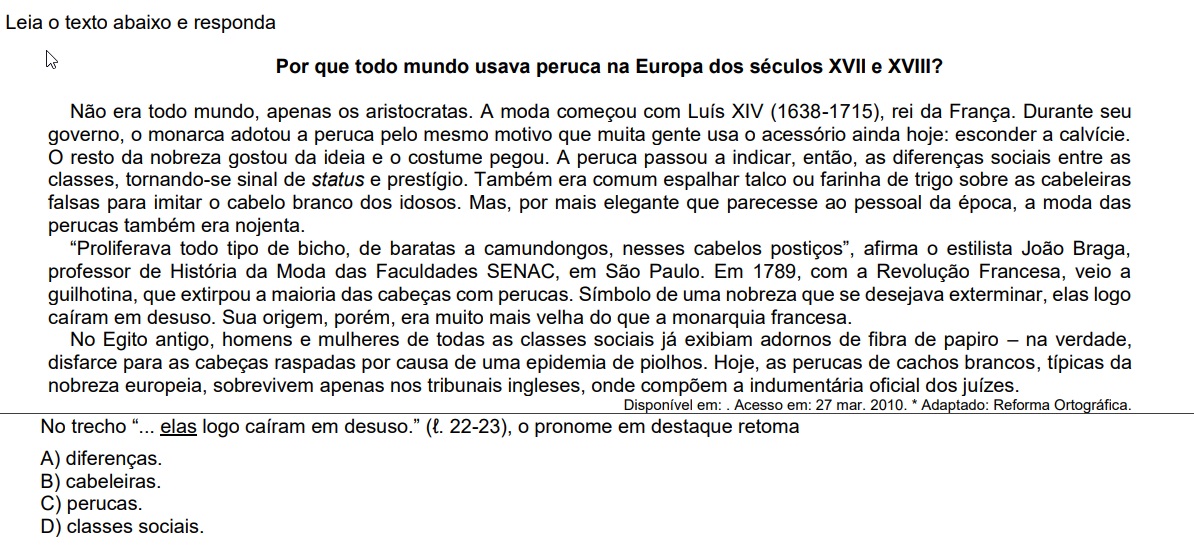 Leia o texto abaixo e responda
Por que todo mundo usava peruca na Europa dos séculos XVII e XVIII?
Não era todo mundo, apenas os aristocratas. A moda começou com Luís XIV (1638-1715), rei da França. Durante seu
governo, o monarca adotou a peruca pelo mesmo motivo que muita gente usa o acessório ainda hoje: esconder a calvície.
O resto da nobreza gostou da ideia e o costume pegou. A peruca passou a indicar, então, as diferenças sociais entre as
classes, tornando-se sinal de status e prestígio. Também era comum espalhar talco ou farinha de trigo sobre as cabeleiras
falsas para imitar o cabelo branco dos idosos. Mas, por mais elegante que parecesse ao pessoal da época, a moda das
perucas também era nojenta.
“Proliferava todo tipo de bicho, de baratas a camundongos, nesses cabelos postiços”, afirma o estilista João Braga,
professor de História da Moda das Faculdades SENAC, em São Paulo. Em 1789, com a Revolução Francesa, veio a
guilhotina, que extirpou a maioria das cabeças com perucas. Símbolo de uma nobreza que se desejava exterminar, elas logo
caíram em desuso. Sua origem, porém, era muito mais velha do que a monarquia francesa.
No Egito antigo, homens e mulheres de todas as classes sociais já exibiam adornos de fibra de papiro – na verdade,
disfarce para as cabeças raspadas por causa de uma epidemia de piolhos. Hoje, as perucas de cachos brancos, típicas da
nobreza europeia, sobrevivem apenas nos tribunais ingleses, onde compõem a indumentária oficial dos juízes.
Disponível em: . Acesso em: 27 mar. 2010. * Adaptado: Reforma Ortográfica.
No trecho “... elas logo caíram em desuso.” (ℓ. 22-23), o pronome em destaque retoma
A) diferenças.
B) cabeleiras.
C) perucas.
D) classes sociais.